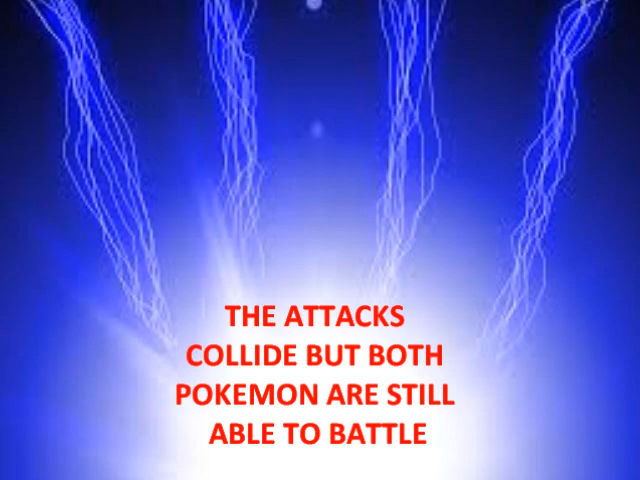 THE ATTACKS
COLLIDE BUT BOTH
POKEMON ARE STILL
ABLE TO BATTLE